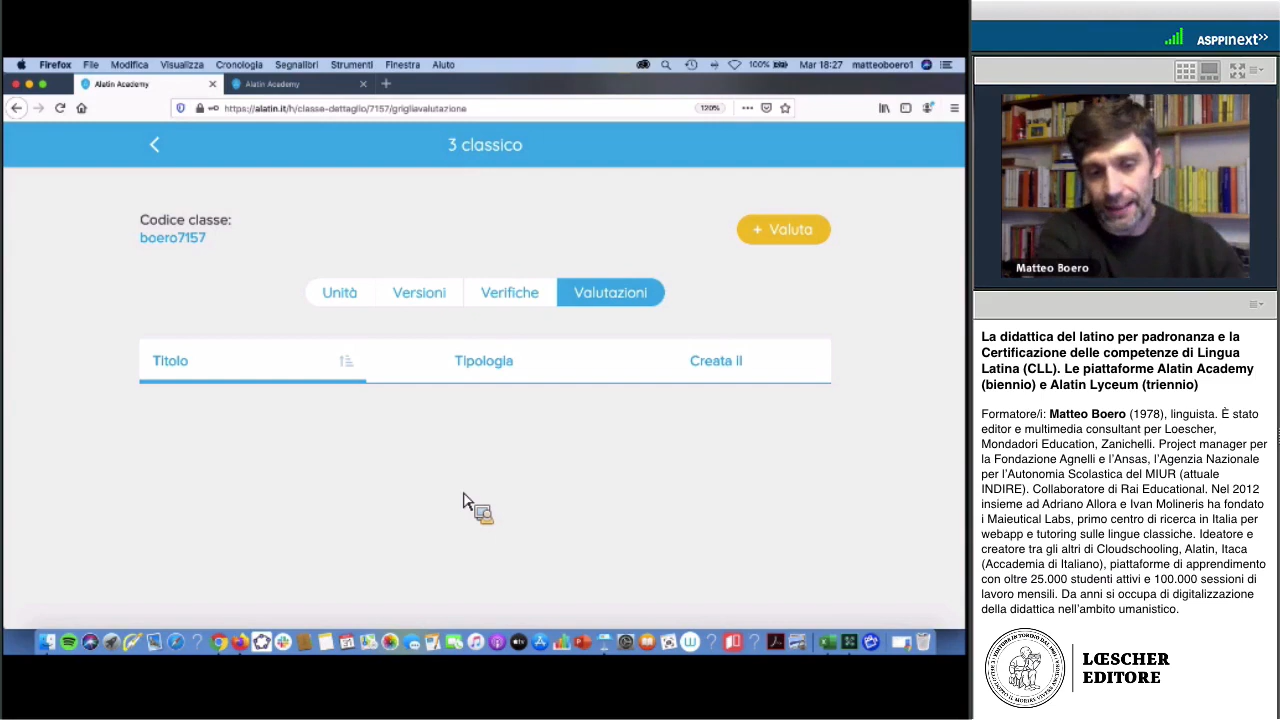 ASPPInext>>
Firefox File Modifica Visualizza Cronologia Segnalibri Strumenti Finestra Aiuto
100% Mar 18:27 matteoboero1
Alatin Academy
Alatin Academy
https://alatin.it/h/classe-dettaglio/7157/grigliavalutazione
120%
3 classico
Codice classe:
boero7157
+ Valuta
Unità Versioni Verifiche Valutazioni
Titolo Tipologia Creata il
Matteo Boero
La didattica del latino per padronanza e la
Certificazione delle competenze di Lingua
Latina (CLL). Le piattaforme Alatin Academy
(biennio) e Alatin Lyceum (triennio)
Formatore/i: Matteo Boero (1978), linguista. È stato
editor e multimedia consultant per Loescher,
Mondadori Education, Zanichelli. Project manager per
la Fondazione Agnelli e l'Ansas, l'Agenzia Nazionale
per l'Autonomia Scolastica del MIUR (attuale
INDIRE). Collaboratore di Rai Educational. Nel 2012
insieme ad Adriano Allora e Ivan Molineris ha fondato
i Maieutical Labs, primo centro di ricerca in Italia per
webapp e tutoring sulle lingue classiche. Ideatore e
creatore tra gli altri di Cloudschooling, Alatin, Itaca
(Accademia di Italiano), piattaforme di apprendimento
con oltre 25.000 studenti attivi e 100.000 sessioni di
lavoro mensili. Da anni si occupa di digitalizzazione
della didattica nell'ambito umanistico.
LŒSCHER
EDITORE